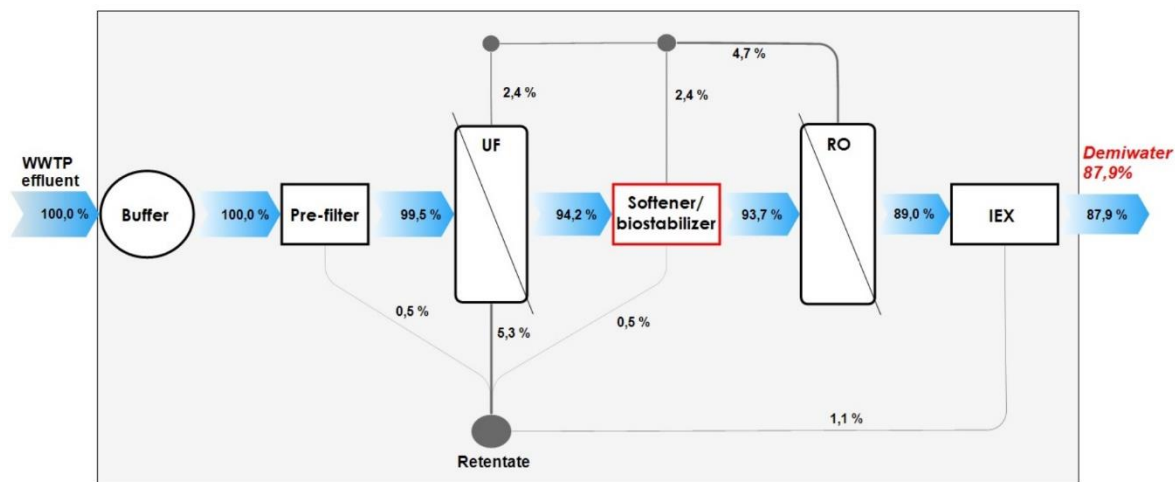 4,7 %
2,4 %
2,4 %
UF
RO
Demiwater
87,9%
WWTP
effluent
100,0 %
Buffer
100,0 %
Pre-filter
99,5 %
94,2 %
Softener/
biostabilizer
93,7 %
89,0 %
IEX
87,9 %
0,5 %
5,3 %
0,5 %
1,1 %
Retentate